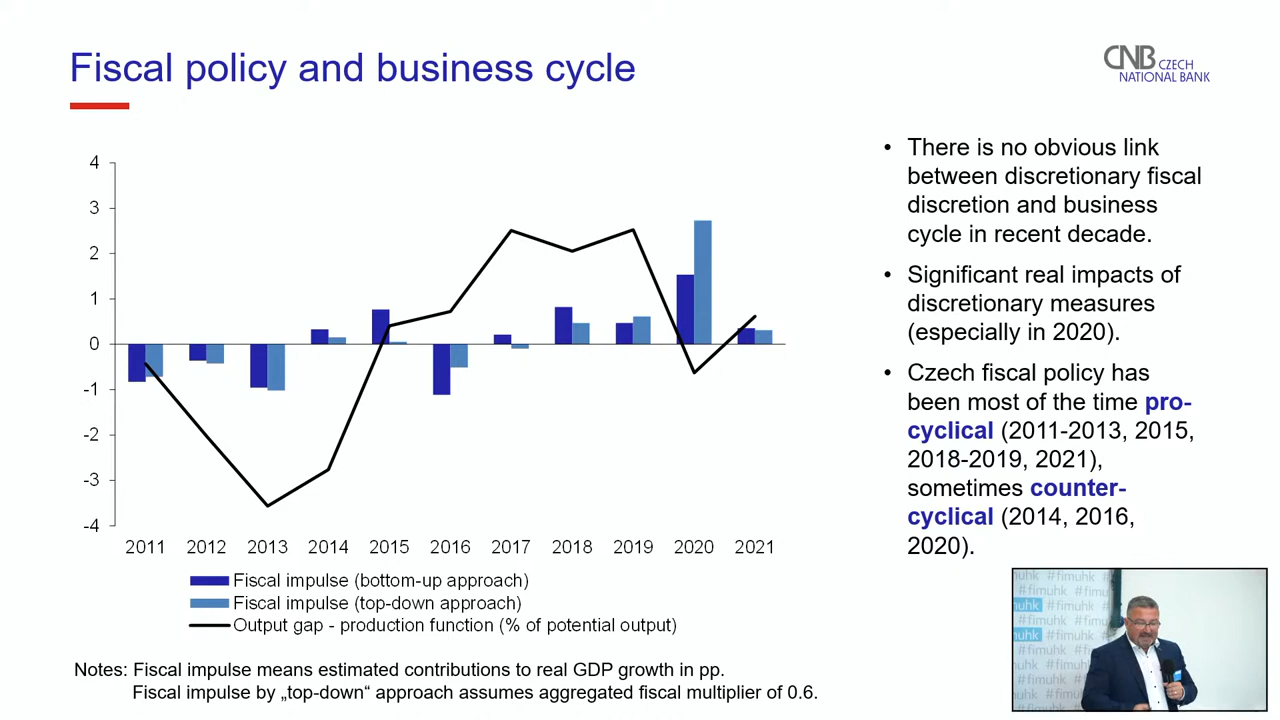 Fiscal policy and business cycle
CNB CZECH
NATIONAL BANK
4
3
2
1
0
-1
-2
-3
-4
2011 2012 2013 2014 2015 2016 2017 2018 2019 2020 2021
Fiscal impulse (bottom-up approach)
Fiscal impulse (top-down approach)
Output gap - production function (% of potential output)
Notes: Fiscal impulse means estimated contributions to real GDP growth in pp.
Fiscal impulse by „top-down“ approach assumes aggregated fiscal multiplier of 0.6.
• There is no obvious link
between discretionary fiscal
discretion and business
cycle in recent decade.
• Significant real impacts of
discretionary measures
(especially in 2020).
• Czech fiscal policy has
been most of the time pro-
cyclical (2011-2013, 2015,
2018-2019, 2021),
sometimes counter-
cyclical (2014, 2016,
2020).
#fimuhk